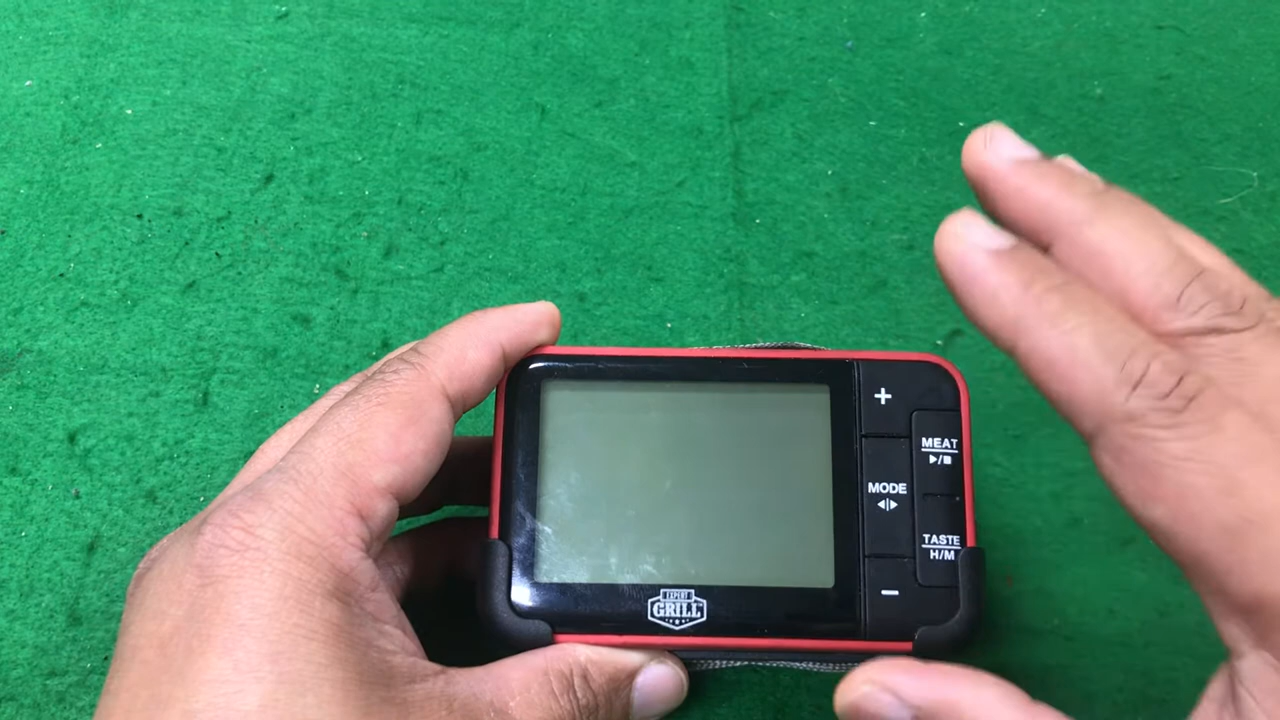 +
MEAT
▶/■
MODE
◀|▶
TASTE
H/M
−
EXPERT
GRILL